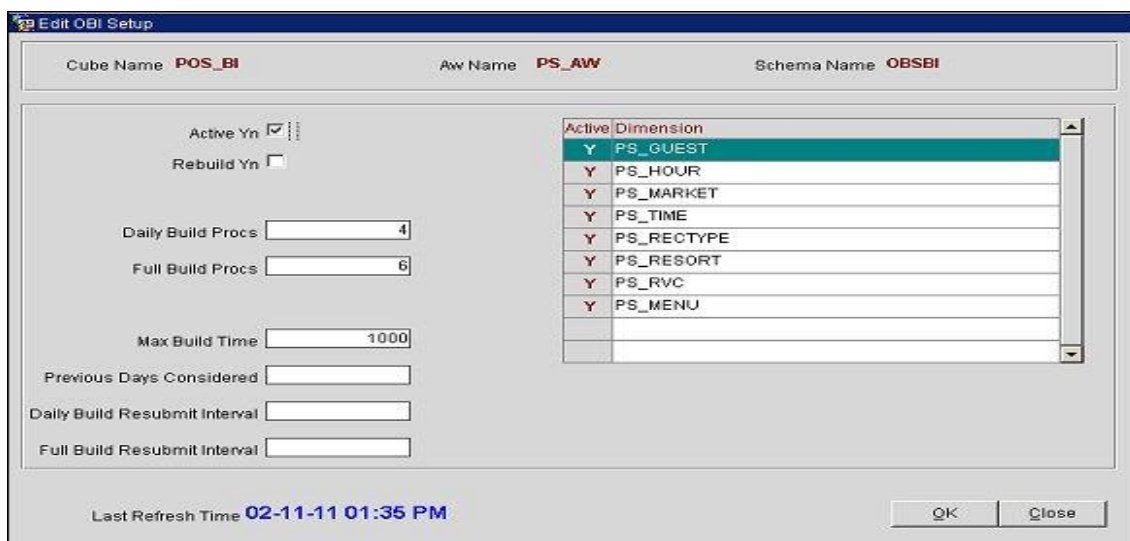 Edit OBI Setup
Cube Name POS_BI Aw Name PS_AW Schema Name OBSBI
Active Yn
Rebuild Yn
Daily Build Procs 4
Full Build Procs 6
Max Build Time 1000
Previous Days Considered
Daily Build Resubmit Interval
Full Build Resubmit Interval
Active Dimension
Y PS_GUEST
Y PS_HOUR
Y PS_MARKET
Y PS_TIME
Y PS_RECTYPE
Y PS_RESORT
Y PS_RVC
Y PS_MENU
Last Refresh Time 02-11-11 01:35 PM
OK Close